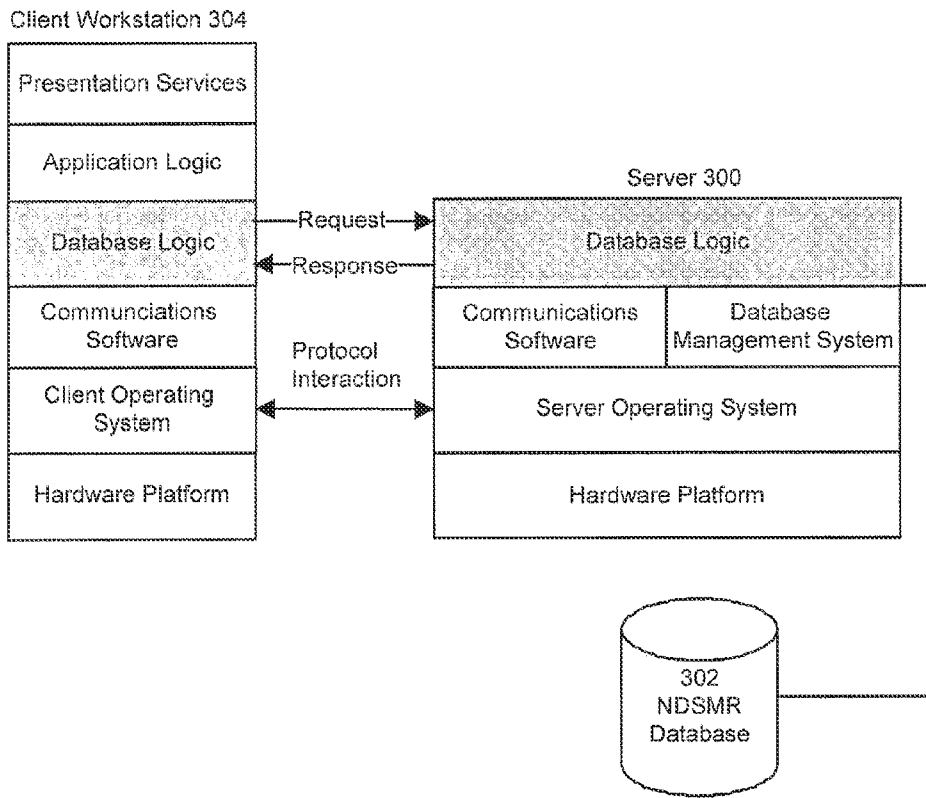 Client Workstation 304
Presentation Services
Application Logic
Database Logic
Communciations
Software
Client Operating
System
Hardware Platform
Request
Response
Protocol
Interaction
Server 300
Database Logic
Communications
Software
Database
Management System
Server Operating System
Hardware Platform
302
NDSMR
Database